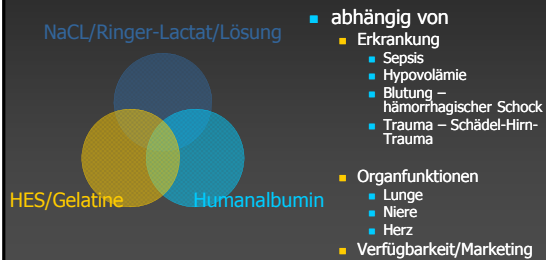 NaCL/Ringer-Lactat/Lösung
HES/Gelatine
Humanalbumin
abhängig von
Erkrankung
Sepsis
Hypovolämie
Blutung –
hämorrhagischer Schock
Trauma – Schädel-Hirn-
Trauma
Organfunktionen
Lunge
Niere
Herz
Verfügbarkeit/Marketing